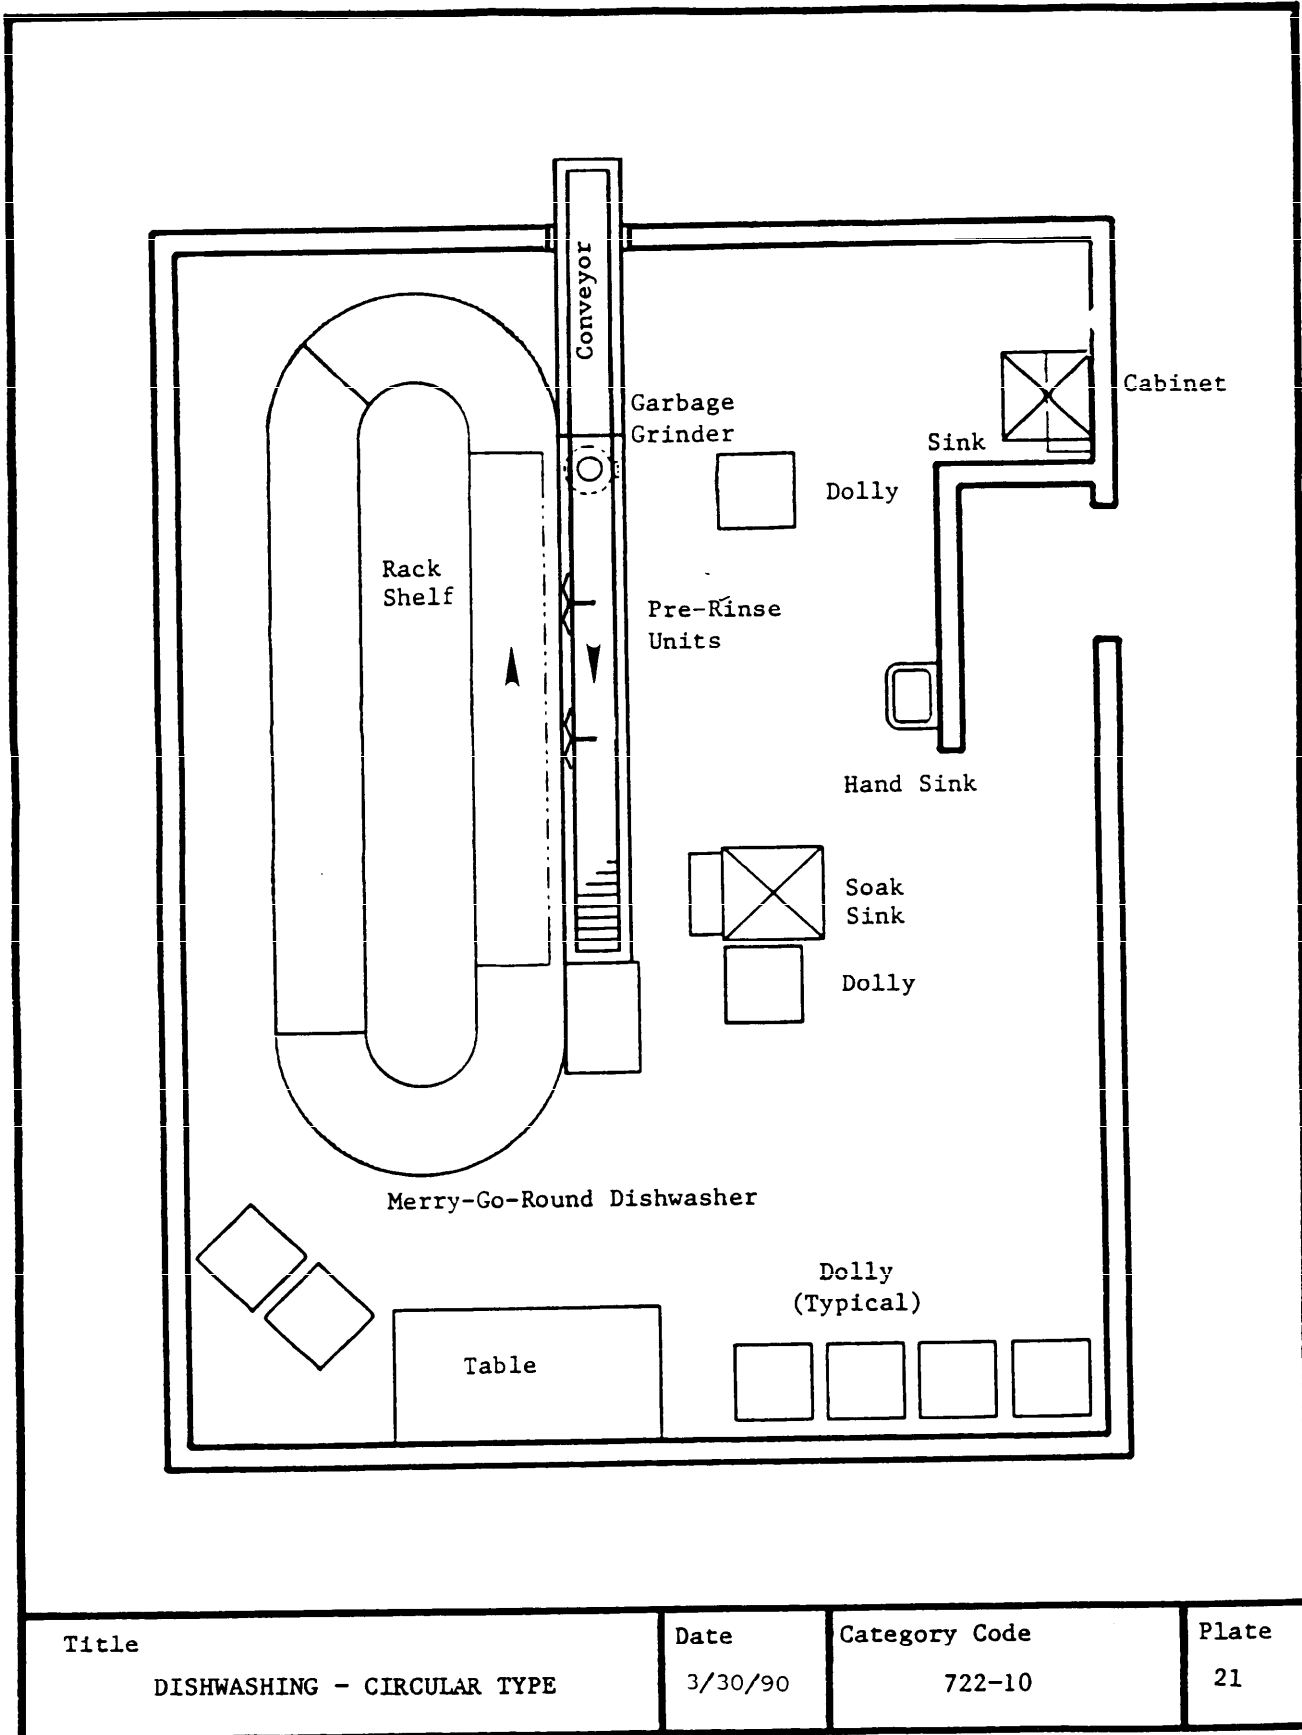 Conveyor
Garbage
Grinder
Cabinet
Sink
Dolly
Rack
Shelf
Pre-Rinse
Units
Hand Sink
Soak
Sink
Dolly
Merry-Go-Round Dishwasher
Dolly
(Typical)
Table
Title
DISHWASHING - CIRCULAR TYPE
Date
3/30/90
Category Code
722-10
Plate
21